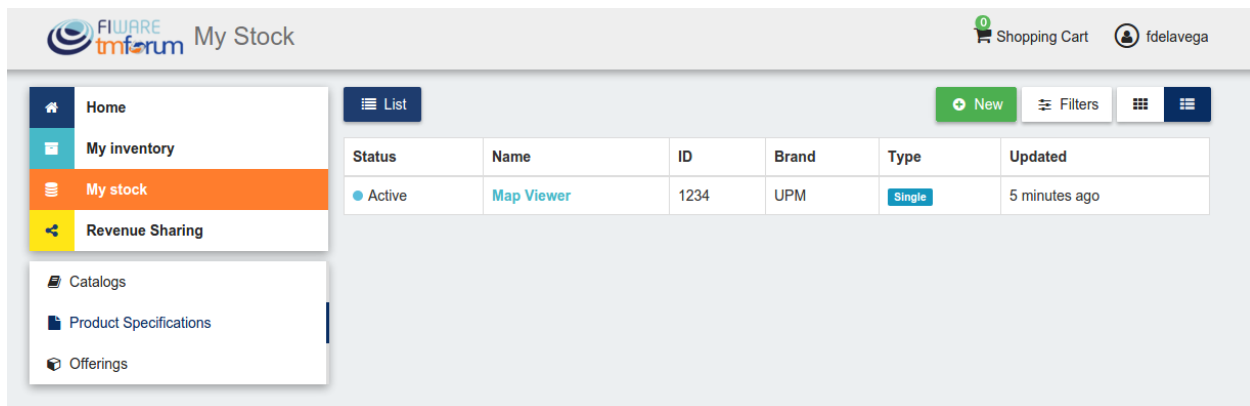 FIWARE
tmforum
My Stock
0
Shopping Cart
fdelavega
Home
My inventory
My stock
Revenue Sharing
Catalogs
Product Specifications
Offerings
List
New
Filters
Status Name ID Brand Type Updated
Active Map Viewer 1234 UPM Single 5 minutes ago